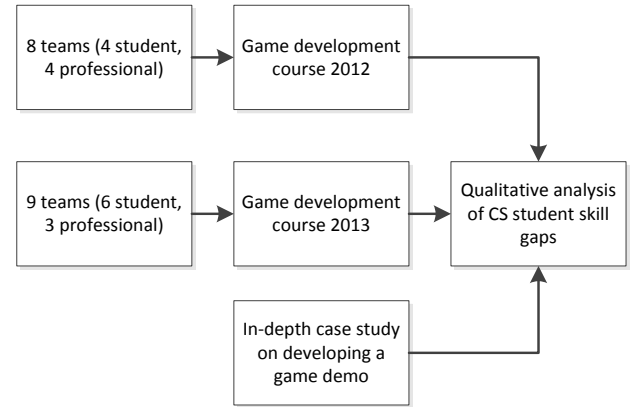 8 teams (4 student,
4 professional)
Game development
course 2012
9 teams (6 student,
3 professional)
Game development
course 2013
Qualitative analysis
of CS student skill
gaps
In-depth case study
on developing a
game demo